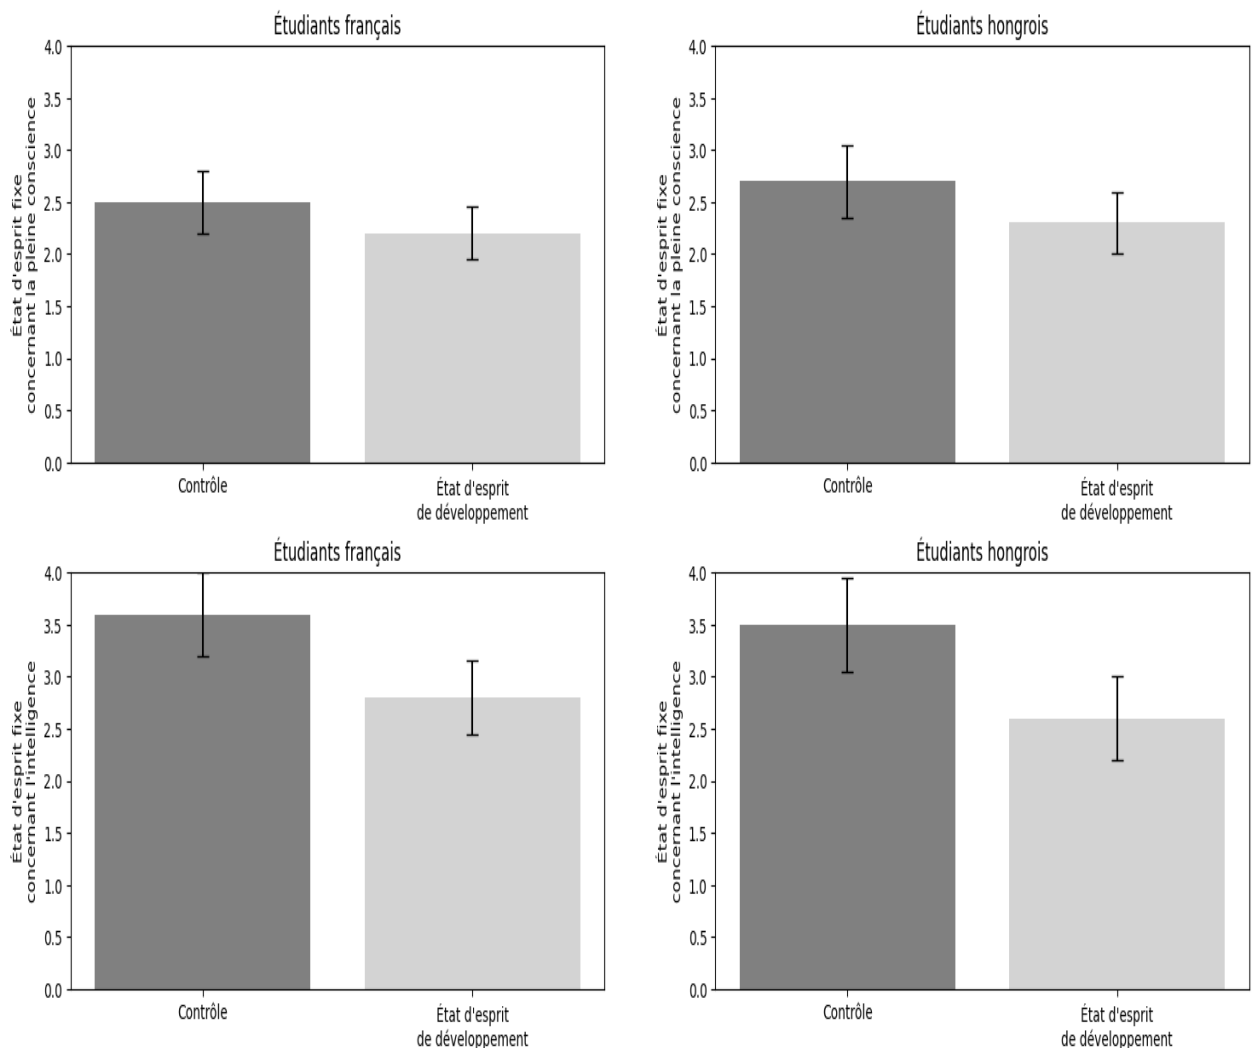 Étudiants français
État d'esprit fixe
concernant la pleine conscience
4.0
3.5
3.0
2.5
2.0
1.5
1.0
0.5
0.0
Contrôle
État d'esprit
de développement
Étudiants hongrois
État d'esprit fixe
concernant la pleine conscience
4.0
3.5
3.0
2.5
2.0
1.5
1.0
0.5
0.0
Contrôle
État d'esprit
de développement
Étudiants français
État d'esprit fixe
concernant l'intelligence
4.0
3.5
3.0
2.5
2.0
1.5
1.0
0.5
0.0
Contrôle
État d'esprit
de développement
Étudiants hongrois
État d'esprit fixe
concernant l'intelligence
4.0
3.5
3.0
2.5
2.0
1.5
1.0
0.5
0.0
Contrôle
État d'esprit
de développement